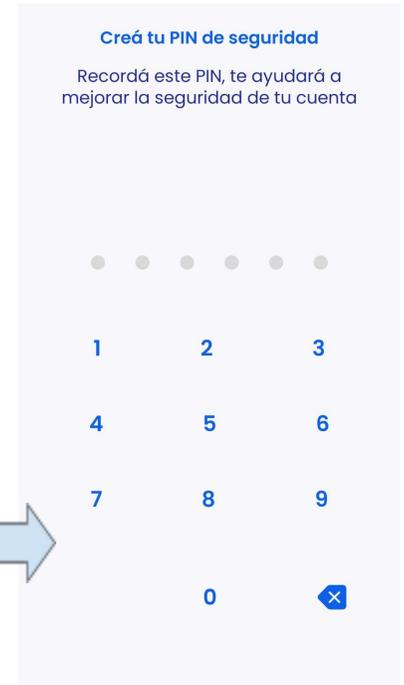 Creá tu PIN de seguridad
Recordá este PIN, te ayudará a
mejorar la seguridad de tu cuenta
1 2 3
4 5 6
7 8 9
0